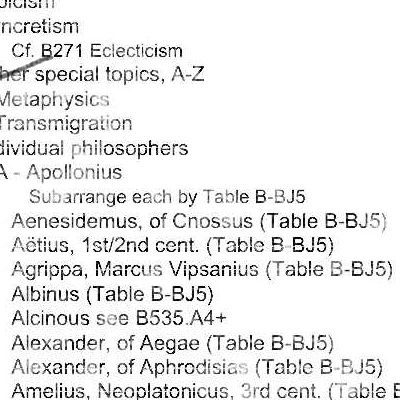 oicism
ncretism
Cf. B271 Eclecticism
her special topics, A-Z
Metaphysics
Transmigration
dividual philosophers
A - Apollonius
Subarrange each by Table B-BJ5
Aenesidemus, of Cnossus (Table B-BJ5)
Aëtius, 1st/2nd cent. (Table B-BJ5)
Agrippa, Marcus Vipsanius (Table B-BJ5)
Albinus (Table B-BJ5)
Alcinous see B535.A4+
Alexander, of Aegae (Table B-BJ5)
Alexander, of Aphrodisias (Table B-BJ5)
Amelius, Neoplatonicus, 3rd cent. (Table B